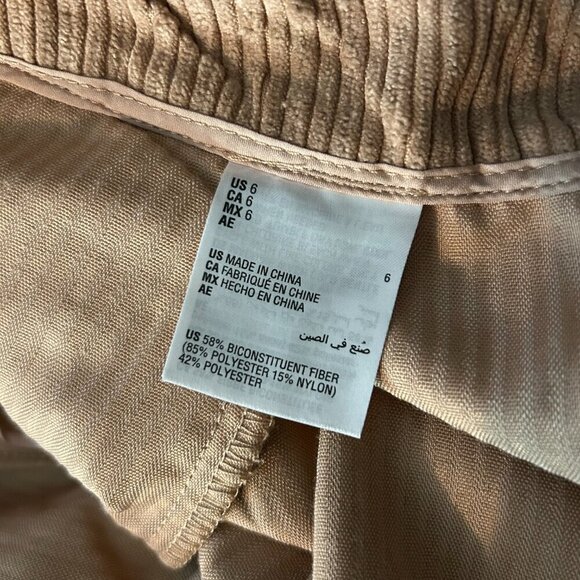 US 6
CA 6
MX 6
AE
US MADE IN CHINA
CA FABRIQUÉ EN CHINE
MX HECHO EN CHINA
AE
6
صُنع في الصين
US 58% BICONSTITUENT FIBER
(85% POLYESTER 15% NYLON)
42% POLYESTER